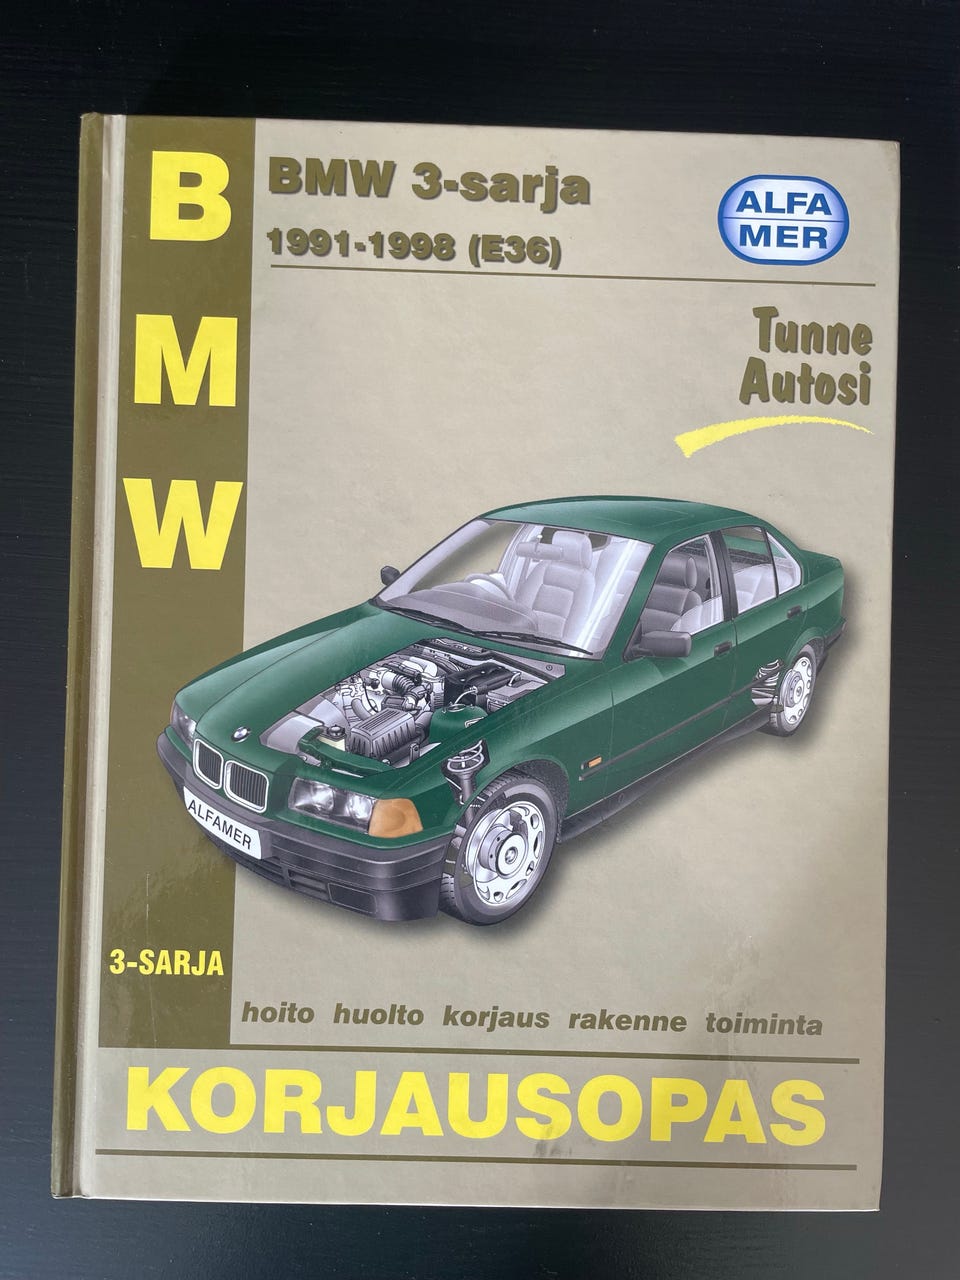 BMW
BMW 3-sarja
1991-1998 (E36)
ALFA
MER
Tunne
Autosi
ALFAMER
3-SARJA
hoito huolto korjaus rakenne toiminta
KORJAUSOPAS